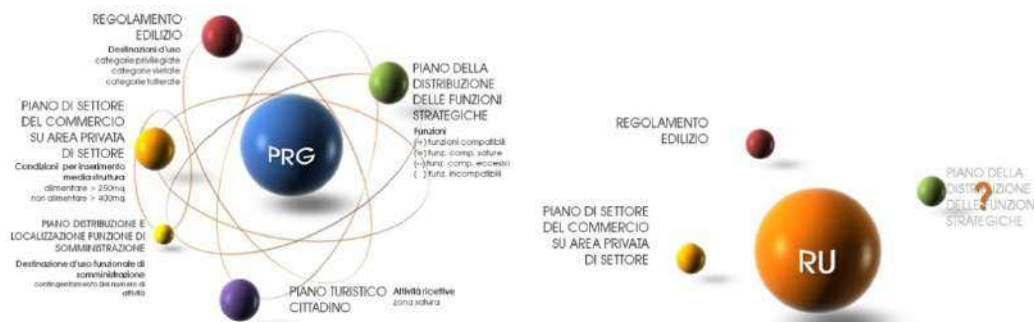 REGOLAMENTO
EDILIZIO
Destinazioni d'uso
categorie privilegiate
categorie vietate
categorie tollerate
PIANO DELLA
DISTRIBUZIONE
DELLE FUNZIONI
STRATEGICHE
Funzioni
(+) funzioni compatibili
funz. comp. sature
funz. comp. eccesso
funz. incompatibili
PIANO DI SETTORE
DEL COMMERCIO
SU AREA PRIVATA
DI SETTORE
Condizioni per inserimento
media struttura
alimentare > 250mq
non alimentare > 400mq
PRG
PIANO DISTRIBUZIONE E
LOCALIZZAZIONE FUNZIONE DI
SOMMINISTRAZIONE
Destinazione d'uso funzionale di
somministrazione
contingentamento del numero di
attività
PIANO TURISTICO
CITTADINO
Attività ricettive
zona satura
REGOLAMENTO
EDILIZIO
PIANO DELLA
DISTRIBUZIONE
DELLE FUNZIONI
STRATEGICHE
?
PIANO DI SETTORE
DEL COMMERCIO
SU AREA PRIVATA
DI SETTORE
RU